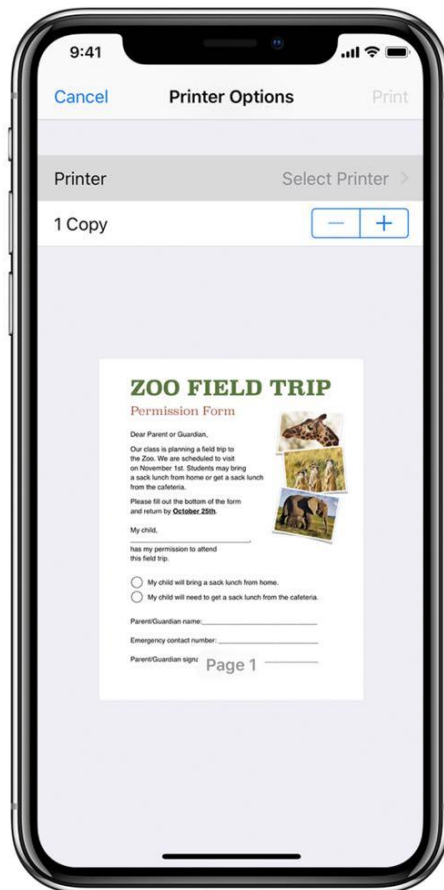 9:41
Cancel
Printer Options
Print
Printer
Select Printer
1 Copy
ZOO FIELD TRIP
Permission Form
Dear Parent or Guardian,
Our class is planning a field trip to
the Zoo. We are scheduled to visit
on November 1st. Students may bring
a sack lunch from home or get a sack lunch
from the cafeteria.
Please fill out the bottom of the form
and return by October 25th.
My child,
has my permission to attend
this field trip.
My child will bring a sack lunch from home.
My child will need to get a sack lunch from the cafeteria.
Parent/Guardian name:
Emergency contact number:
Parent/Guardian
Page 1